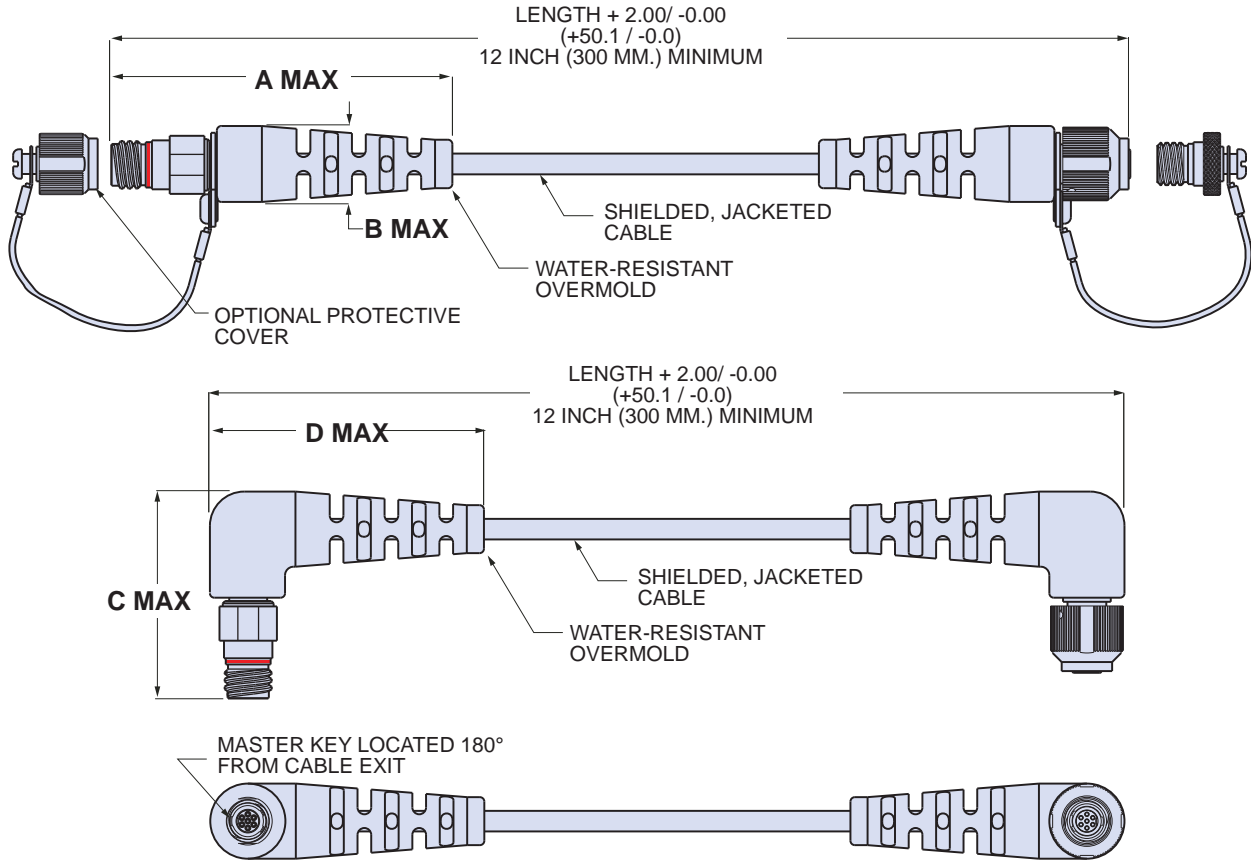 LENGTH + 2.00/ -0.00
(+50.1 / -0.0)
12 INCH (300 MM.) MINIMUM
A MAX
B MAX
SHIELDED, JACKETED
CABLE
WATER-RESISTANT
OVERMOLD
OPTIONAL PROTECTIVE
COVER
LENGTH + 2.00/ -0.00
(+50.1 / -0.0)
12 INCH (300 MM.) MINIMUM
D MAX
C MAX
SHIELDED, JACKETED
CABLE
WATER-RESISTANT
OVERMOLD
MASTER KEY LOCATED 180°
FROM CABLE EXIT